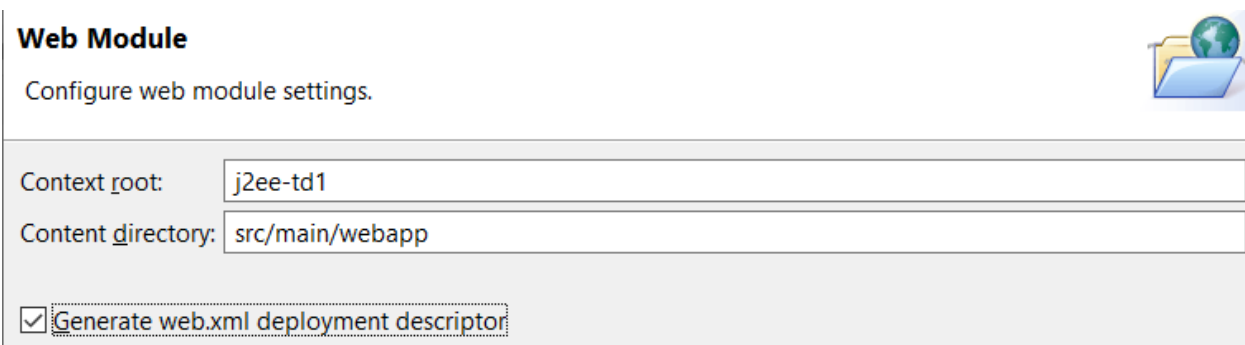 Web Module
Configure web module settings.
Context root: j2ee-td1
Content directory: src/main/webapp
Generate web.xml deployment descriptor